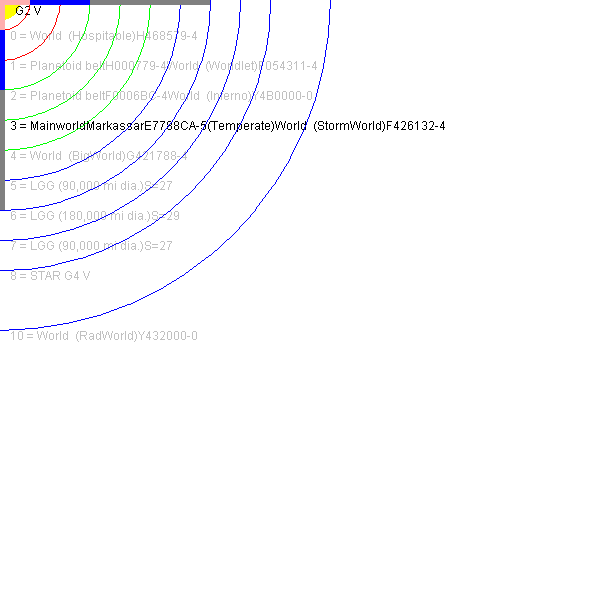 G2 V
0 = World (Hospitable)H468579-4
1 = Planetoid beltH000779-4World (Worldlet)F054311-4
2 = Planetoid beltF0006BC-4World (Inferno)Y4B0000-0
3 = MainworldMarkassarE7788CA-5(Temperate)World (StormWorld)F426132-4
4 = World (BigWorld)G421788-4
5 = LGG (90,000 mi dia.)S=27
6 = LGG (180,000 mi dia.)S=29
7 = LGG (90,000 mi dia.)S=27
8 = STAR G4 V
10 = World (RadWorld)Y432000-0